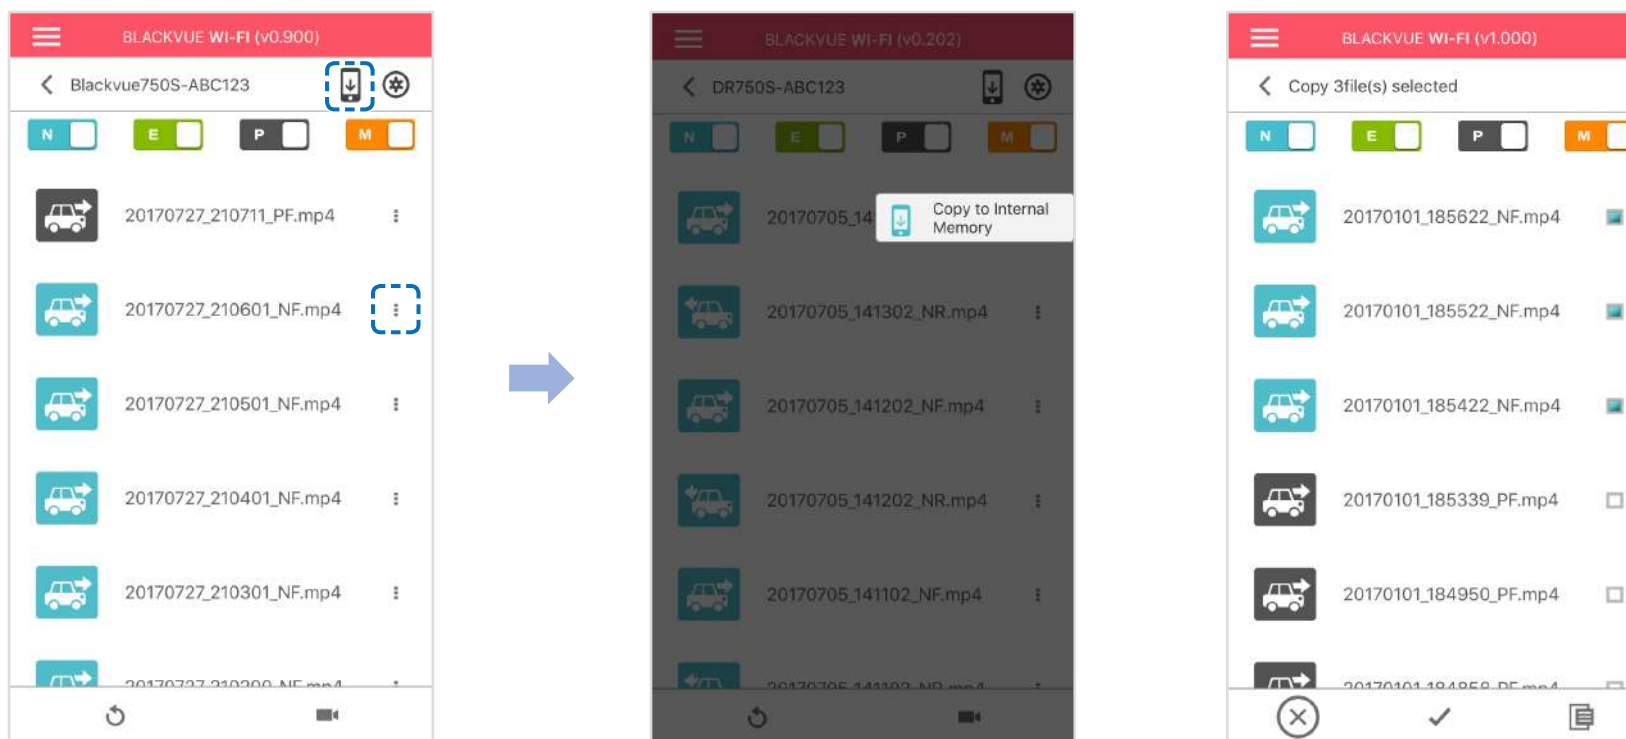 BLACKVUE WI-FI (v0.900)
Blackvue750S-ABC123
N E P M
20170727_210711_PF.mp4
20170727_210601_NF.mp4
20170727_210501_NF.mp4
20170727_210401_NF.mp4
20170727_210301_NF.mp4
BLACKVUE WI-FI (v0.202)
DR750S-ABC123
N E P M
20170705_14
Copy to Internal
Memory
20170705_141302_NR.mp4
20170705_141202_NF.mp4
20170705_141202_NR.mp4
20170705_141102_NF.mp4
BLACKVUE WI-FI (v1.000)
Copy 3file(s) selected
N E P M
20170101_185622_NF.mp4
20170101_185522_NF.mp4
20170101_185422_NF.mp4
20170101_185339_PF.mp4
20170101_184950_PF.mp4